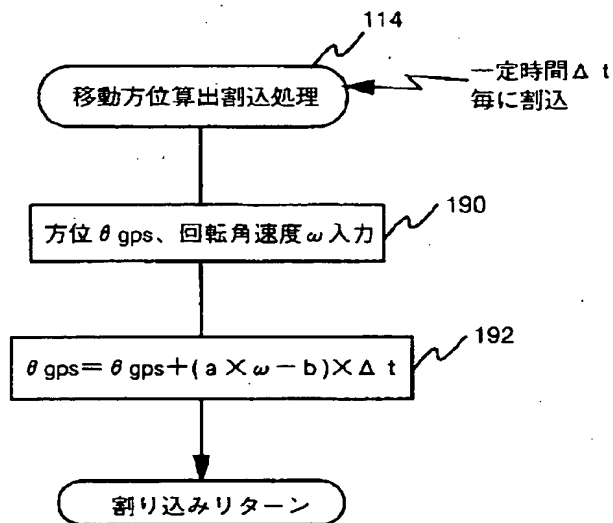 114
移動方位算出割込処理
一定時間Δt
毎に割込
190
方位θgps、回転角速度ω入力
192
θgps=θgps+(a×ω-b)×Δt
割り込みリターン